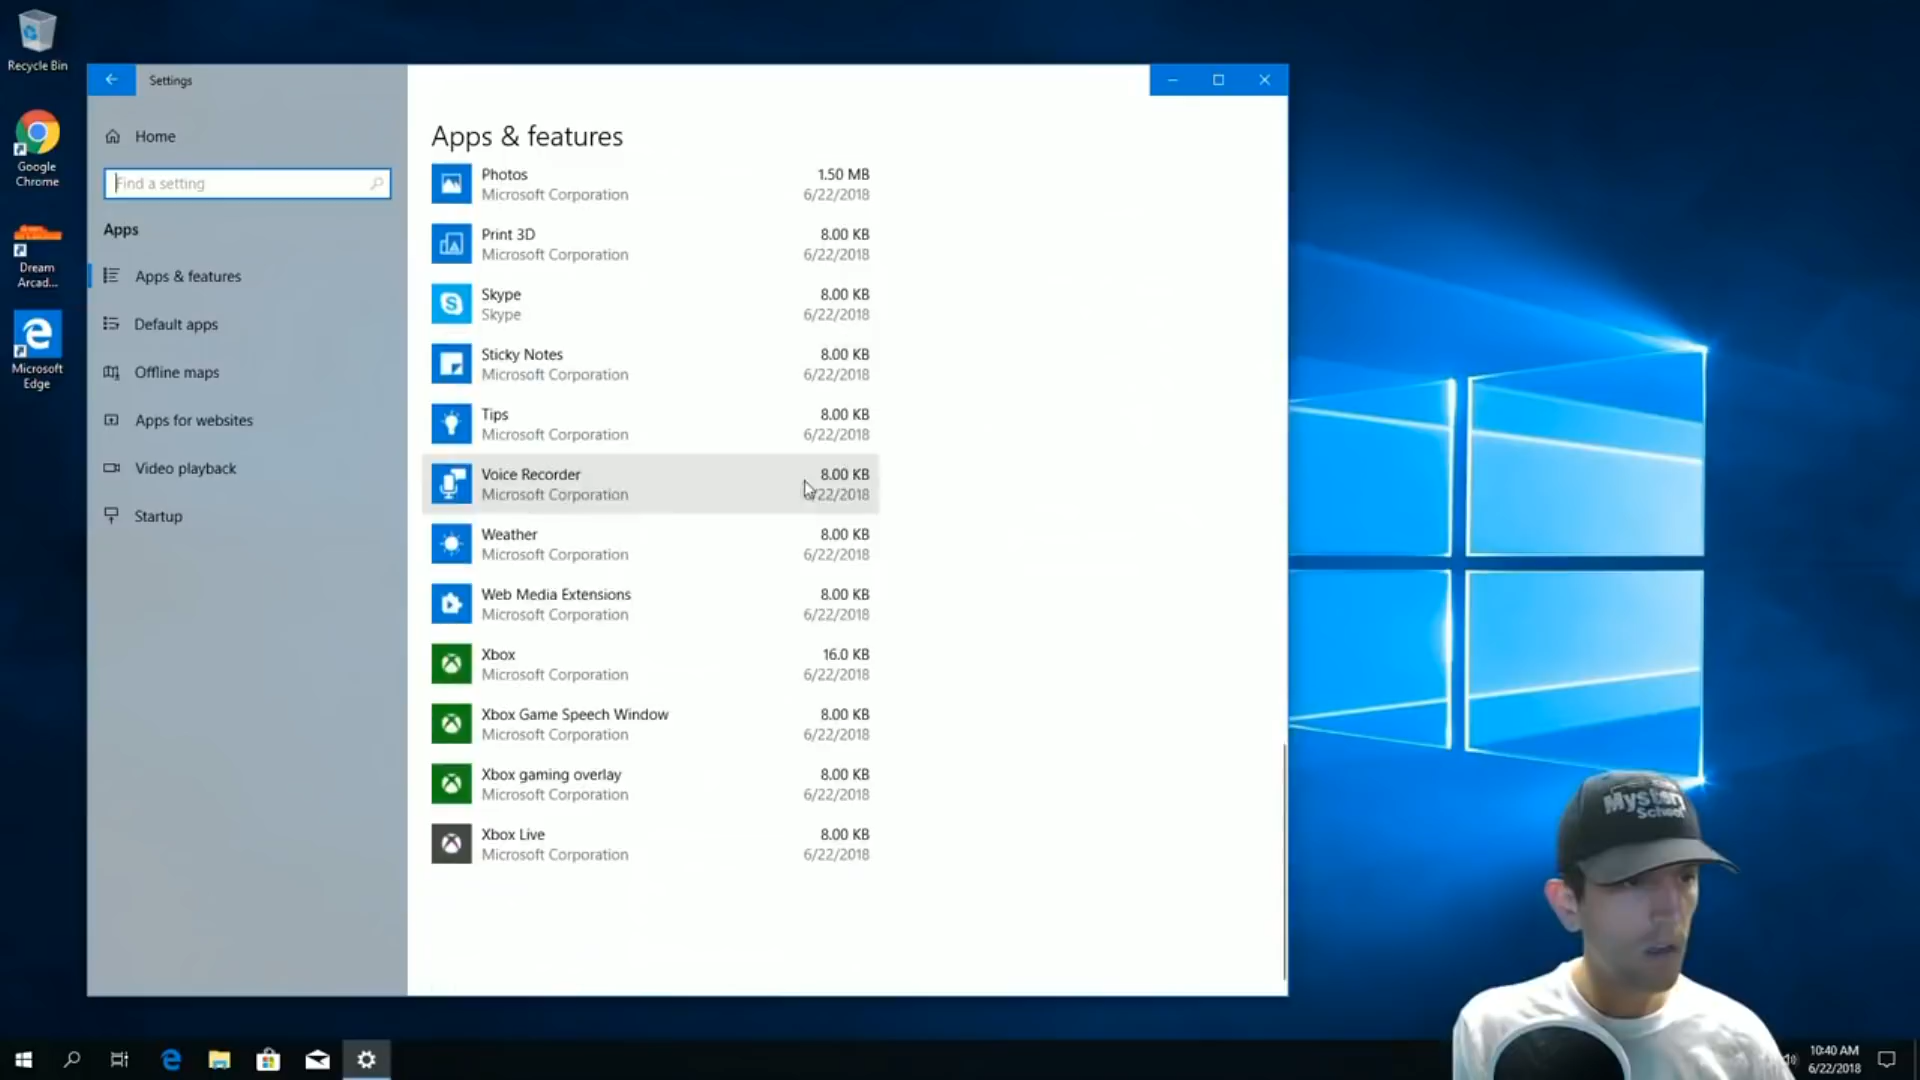 Recycle Bin
Google
Chrome
Dream
Arcad...
Microsoft
Edge
Settings
Home
Find a setting
Apps
Apps & features
Default apps
Offline maps
Apps for websites
Video playback
Startup
Apps & features
Photos 1.50 MB
Microsoft Corporation 6/22/2018
Print 3D 8.00 KB
Microsoft Corporation 6/22/2018
Skype 8.00 KB
Skype 6/22/2018
Sticky Notes 8.00 KB
Microsoft Corporation 6/22/2018
Tips 8.00 KB
Microsoft Corporation 6/22/2018
Voice Recorder 8.00 KB
Microsoft Corporation 6/22/2018
Weather 8.00 KB
Microsoft Corporation 6/22/2018
Web Media Extensions 8.00 KB
Microsoft Corporation 6/22/2018
Xbox 16.0 KB
Microsoft Corporation 6/22/2018
Xbox Game Speech Window 8.00 KB
Microsoft Corporation 6/22/2018
Xbox gaming overlay 8.00 KB
Microsoft Corporation 6/22/2018
Xbox Live 8.00 KB
Microsoft Corporation 6/22/2018
Mystery
School
10:40 AM
6/22/2018